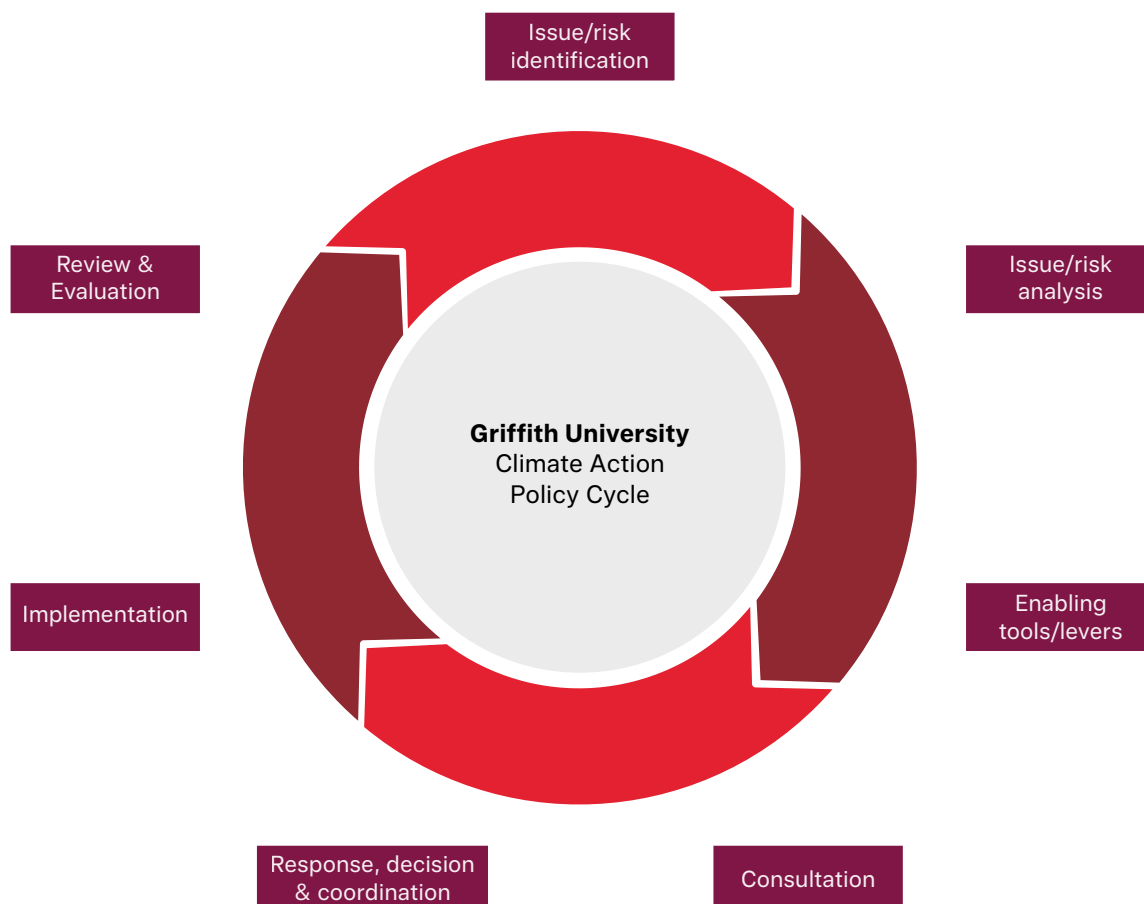 Issue/risk
identification
Review &
Evaluation
Issue/risk
analysis
Griffith University
Climate Action
Policy Cycle
Implementation
Enabling
tools/levers
Response, decision
& coordination
Consultation